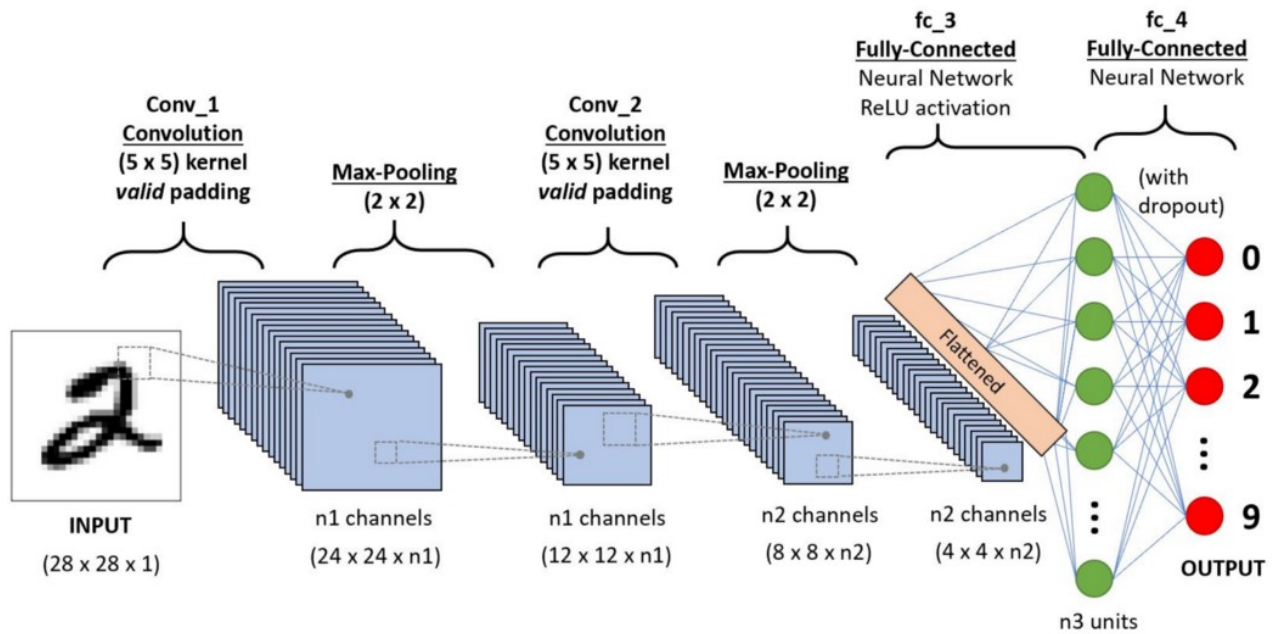 fc_3
Fully-Connected
Neural Network
ReLU activation
fc_4
Fully-Connected
Neural Network
Conv_1
Convolution
(5 x 5) kernel
valid padding
Max-Pooling
(2 x 2)
Conv_2
Convolution
(5 x 5) kernel
valid padding
Max-Pooling
(2 x 2)
(with
dropout)
Flattened
0
1
2
9
OUTPUT
INPUT
(28 x 28 x 1)
n1 channels
(24 x 24 x n1)
n1 channels
(12 x 12 x n1)
n2 channels
(8 x 8 x n2)
n2 channels
(4 x 4 x n2)
n3 units
2